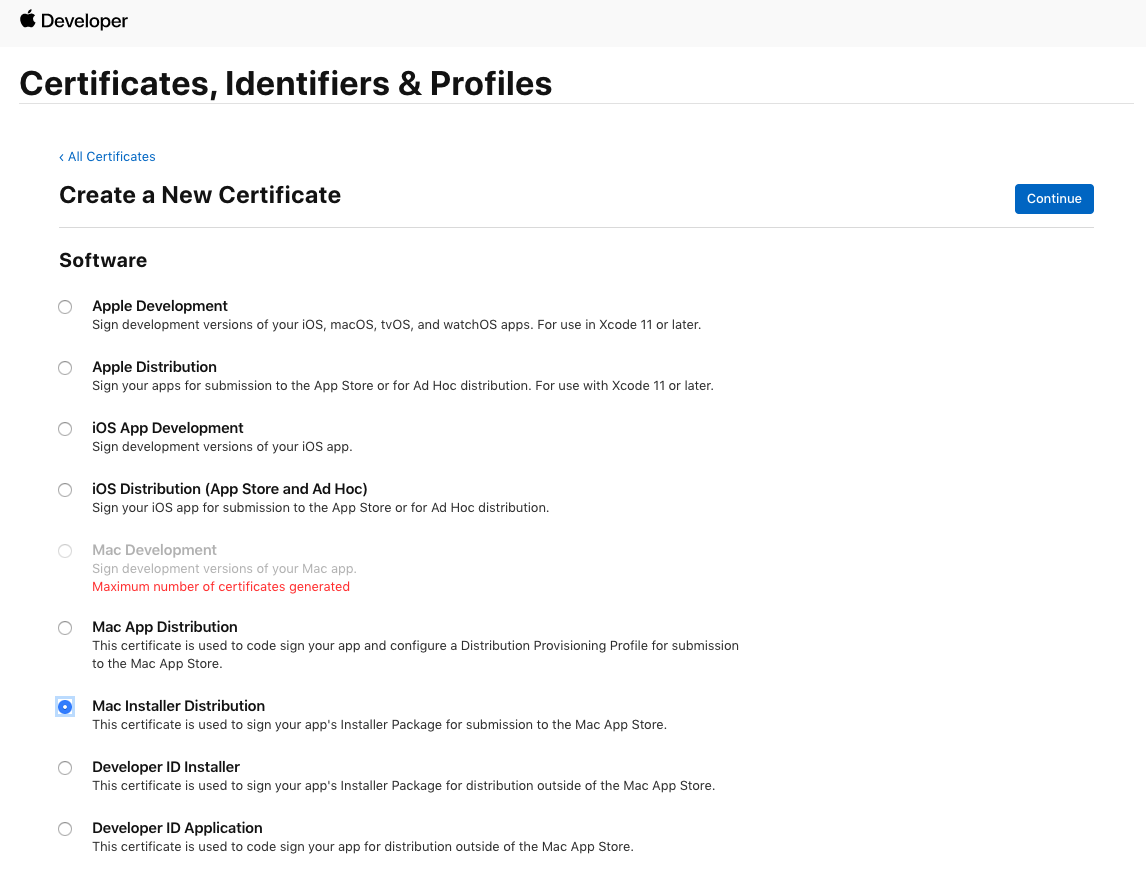 Developer
Certificates, Identifiers & Profiles
‹ All Certificates
Create a New Certificate
Continue
Software
Apple Development
Sign development versions of your iOS, macOS, tvOS, and watchOS apps. For use in Xcode 11 or later.
Apple Distribution
Sign your apps for submission to the App Store or for Ad Hoc distribution. For use with Xcode 11 or later.
iOS App Development
Sign development versions of your iOS app.
iOS Distribution (App Store and Ad Hoc)
Sign your iOS app for submission to the App Store or for Ad Hoc distribution.
Mac Development
Sign development versions of your Mac app.
Maximum number of certificates generated
Mac App Distribution
This certificate is used to code sign your app and configure a Distribution Provisioning Profile for submission
to the Mac App Store.
Mac Installer Distribution
This certificate is used to sign your app's Installer Package for submission to the Mac App Store.
Developer ID Installer
This certificate is used to sign your app's Installer Package for distribution outside of the Mac App Store.
Developer ID Application
This certificate is used to code sign your app for distribution outside of the Mac App Store.